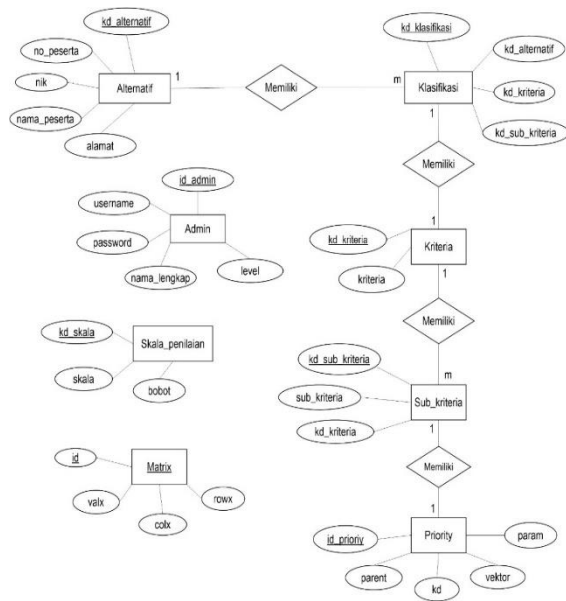 kd_alternatif
no_peserta
nik
nama_peserta
alamat
Alternatif
1
Memiliki
m
kd_klasifikasi
Klasifikasi
kd_alternatif
kd_kriteria
kd_sub_kriteria
1
Memiliki
1
id_admin
username
password
nama_lengkap
level
Admin
kd_kriteria
kriteria
Kriteria
1
Memiliki
m
kd_skala
skala
bobot
Skala_penilaian
kd_sub_kriteria
sub_kriteria
kd_kriteria
Sub_kriteria
1
Memiliki
1
id
valx
colx
rowx
Matrix
id_prioriy
parent
kd
vektor
param
Priority